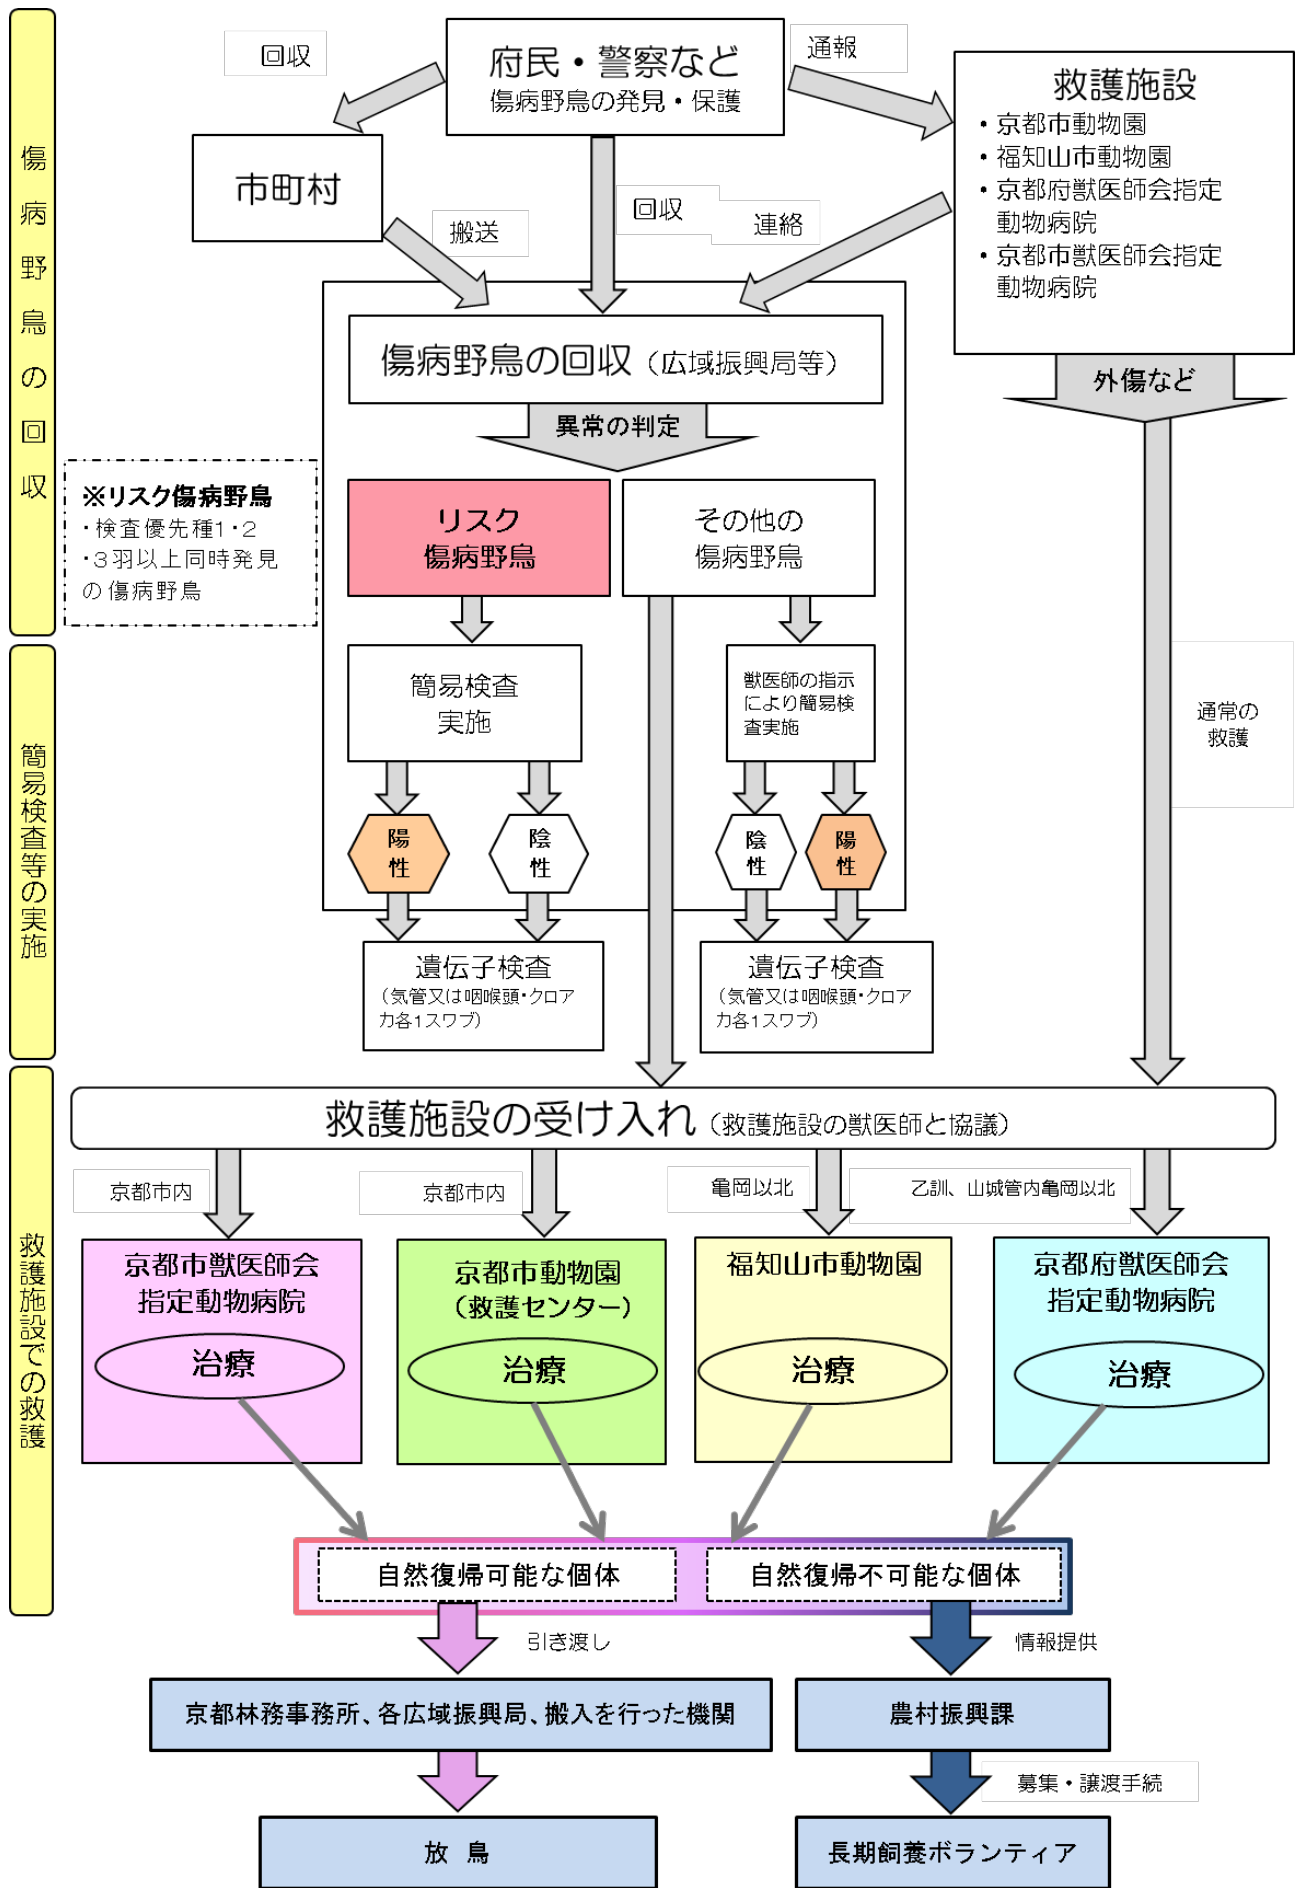 傷病野鳥の回収
回収
府民・警察など
傷病野鳥の発見・保護
通報
救護施設
・京都市動物園
・福知山市動物園
・京都府獣医師会指定
動物病院
・京都市獣医師会指定
動物病院
市町村
搬送
回収
連絡
傷病野鳥の回収（広域振興局等）
外傷など
異常の判定
※リスク傷病野鳥
・検査優先種1・2
・3羽以上同時発見
の傷病野鳥
リスク
傷病野鳥
その他の
傷病野鳥
簡易検査等の実施
簡易検査
実施
獣医師の指示
により簡易検
査実施
通常の
救護
陽性
陰性
陰性
陽性
遺伝子検査
（気管又は咽喉頭・クロア
カ各1スワブ）
遺伝子検査
（気管又は咽喉頭・クロア
カ各1スワブ）
救護施設での救護
救護施設の受け入れ（救護施設の獣医師と協議）
京都市内
京都市内
亀岡以北
乙訓、山城管内亀岡以北
京都市獣医師会
指定動物病院
治療
京都市動物園
（救護センター）
治療
福知山市動物園
治療
京都府獣医師会
指定動物病院
治療
自然復帰可能な個体
自然復帰不可能な個体
引き渡し
情報提供
京都林務事務所、各広域振興局、搬入を行った機関
農村振興課
募集・譲渡手続
放鳥
長期飼養ボランティア